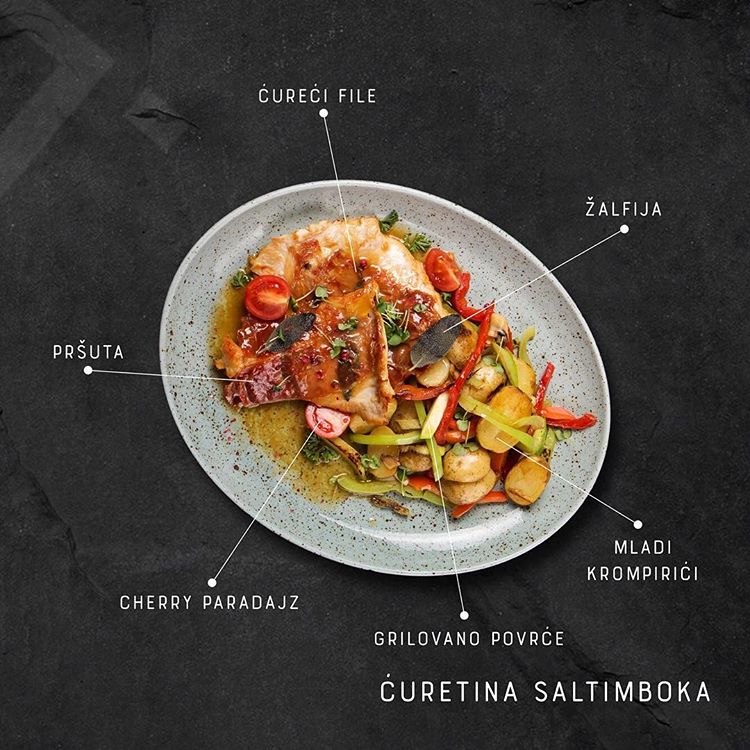 ĆUREĆI FILE
ŽALFIJA
PRŠUTA
MLADI
KROMPIRIĆI
CHERRY PARADAJZ
GRILOVANO POVRĆE
ĆURETINA SALTIMBOKA